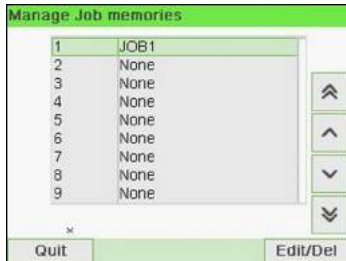 Manage Job memories
1 JOB1
2 None
3 None
4 None
5 None
6 None
7 None
8 None
9 None
Quit Edit/Del